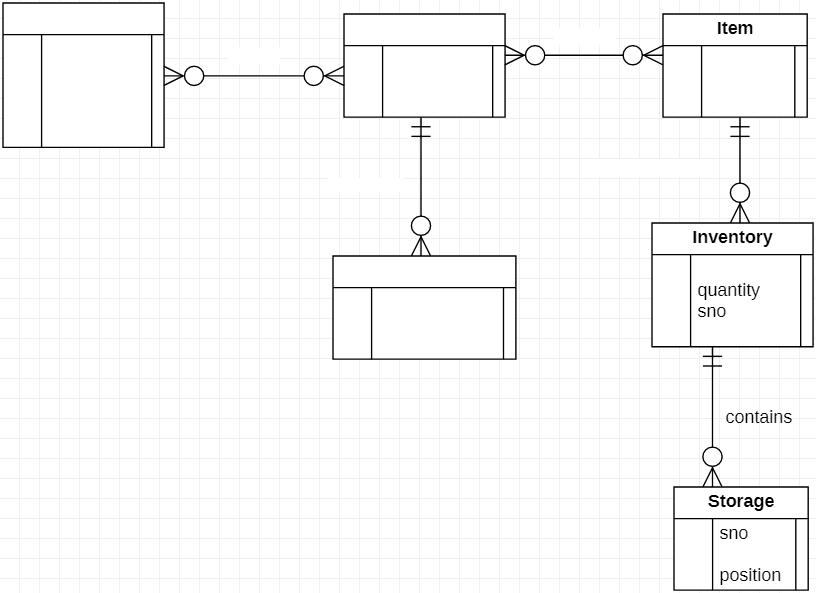 Item
Inventory
quantity
sno
contains
Storage
sno
position